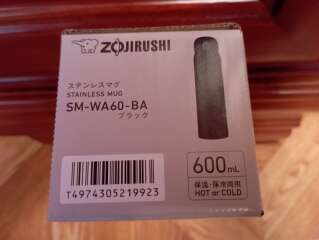 ZOJIRUSHI
ステンレスマグ
STAINLESS MUG
SM-WA60-BA
ブラック
600mL
保温・保冷両用
HOT or COLD
T4974305219923